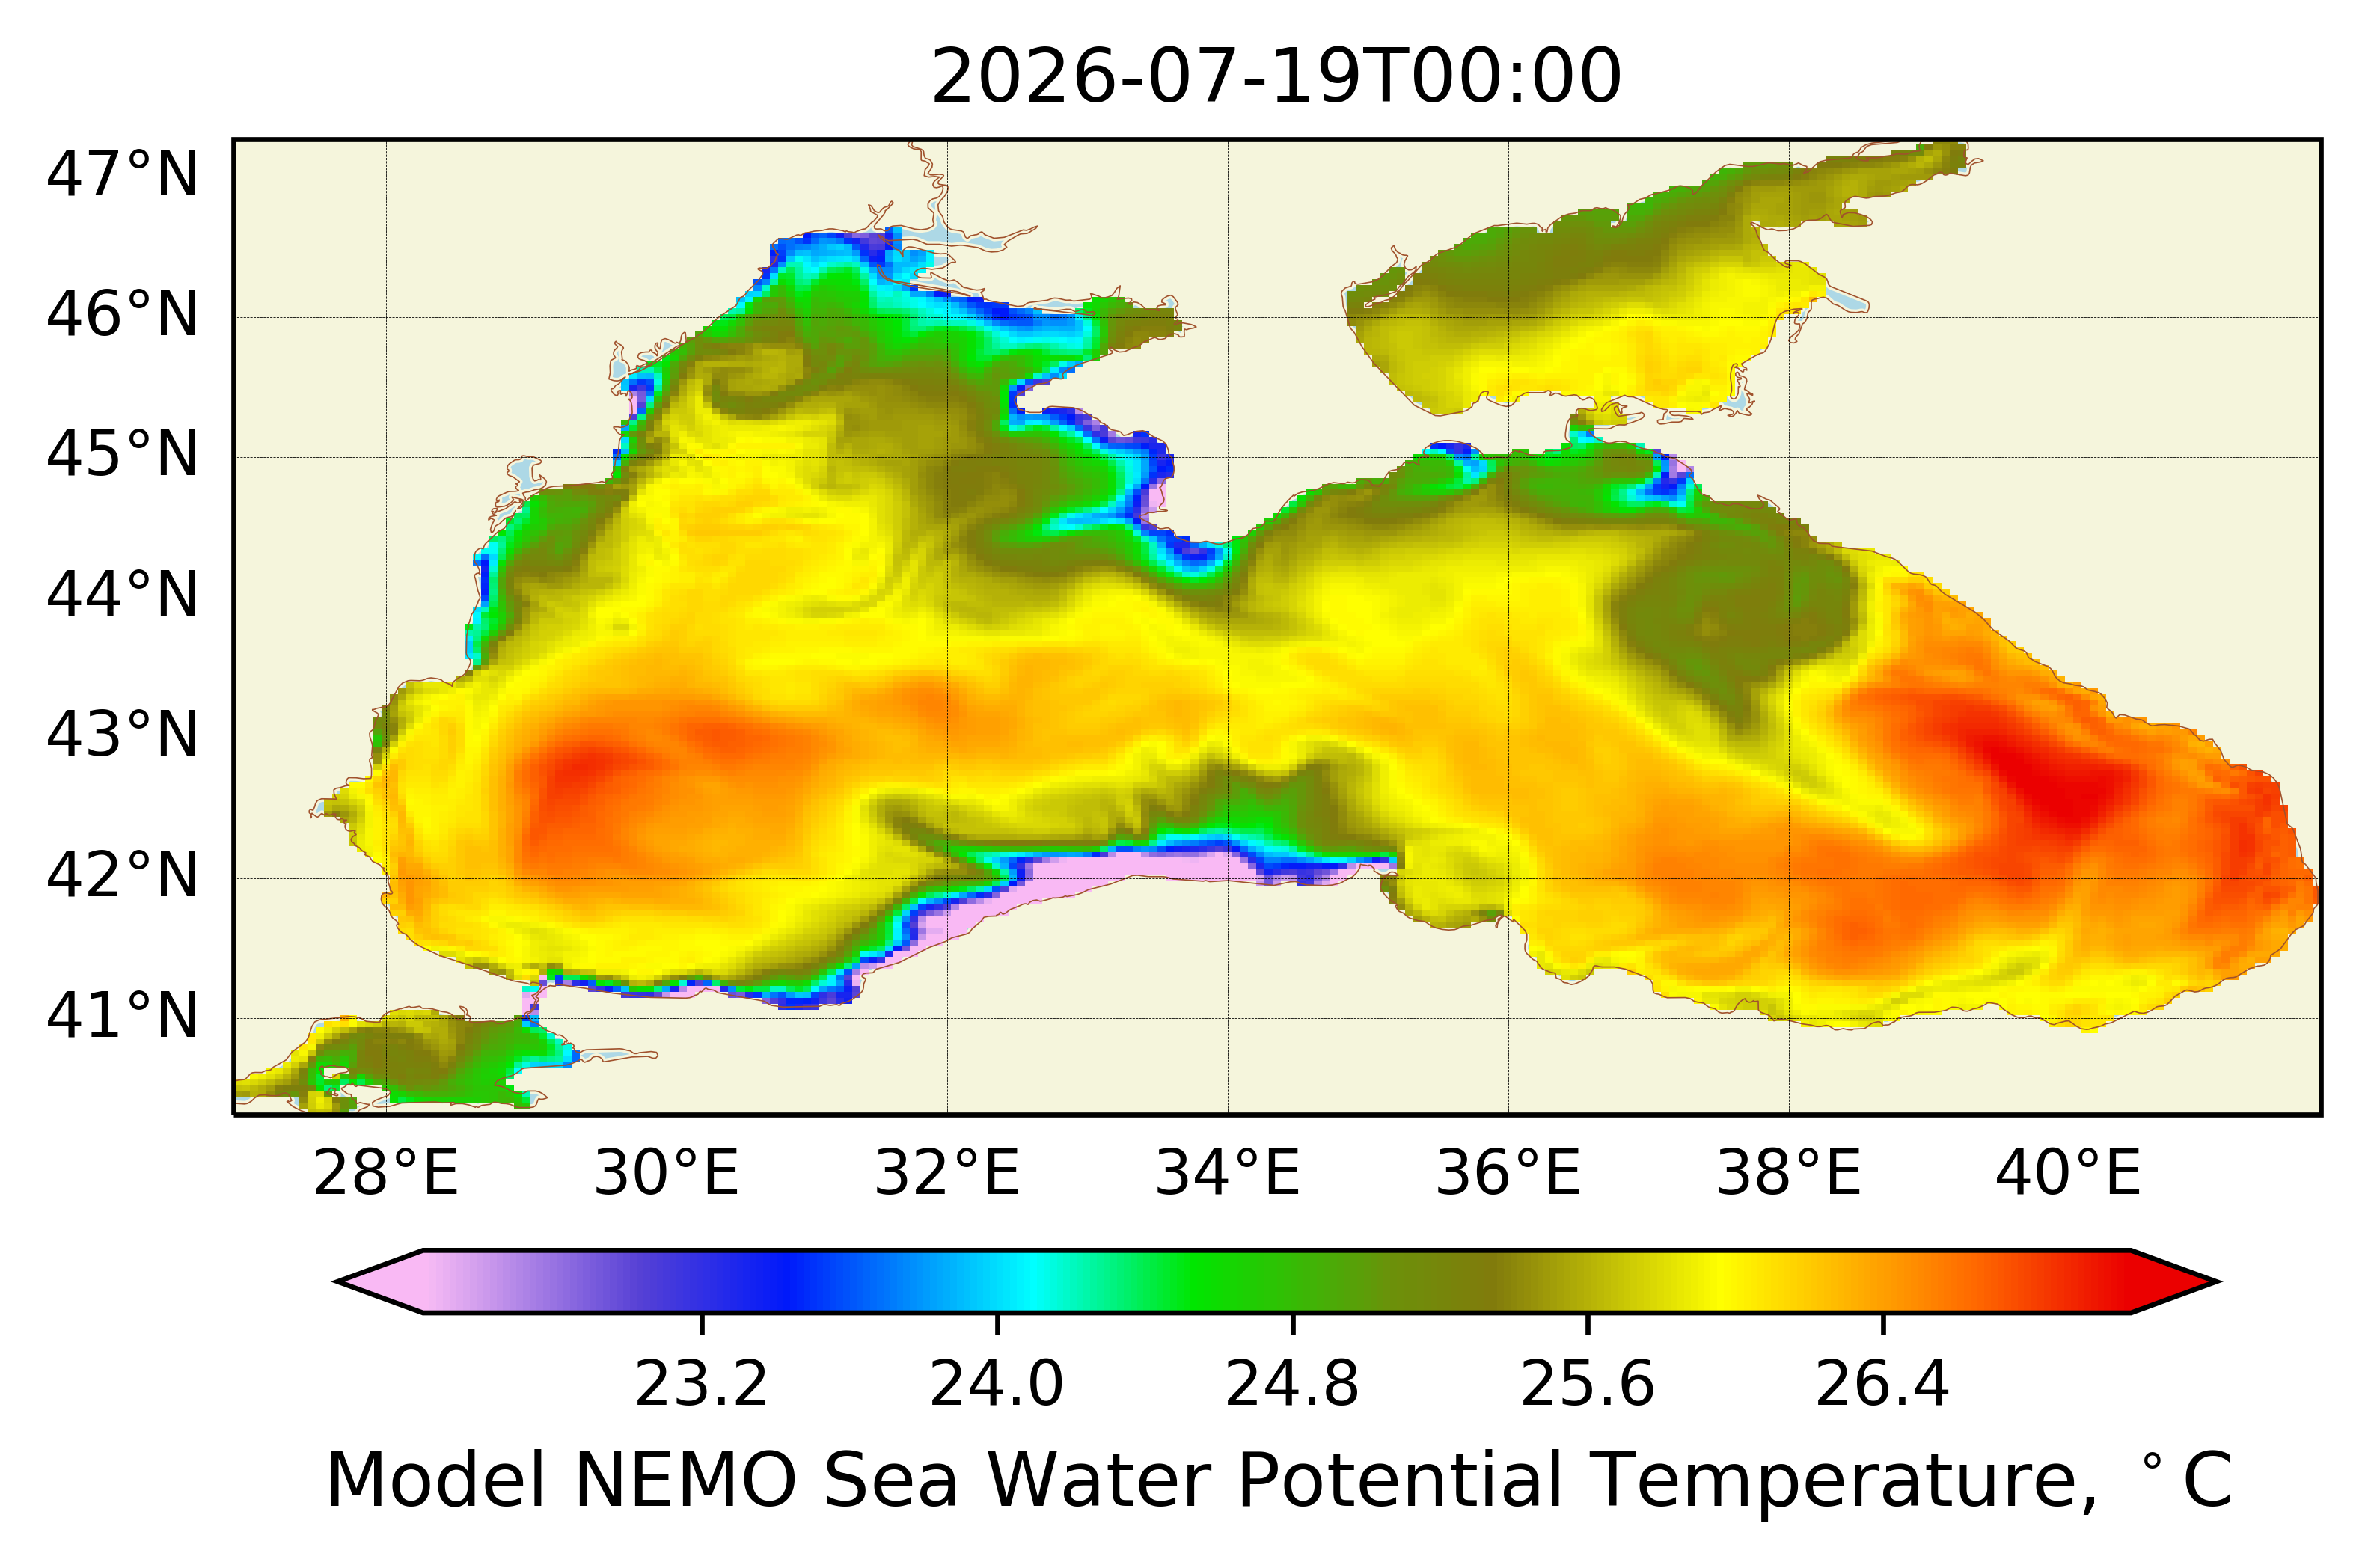 2026-07-19T00:00
47°N
46°N
45°N
44°N
43°N
42°N
41°N
28°E 30°E 32°E 34°E 36°E 38°E 40°E
23.2 24.0 24.8 25.6 26.4
Model NEMO Sea Water Potential Temperature, °C